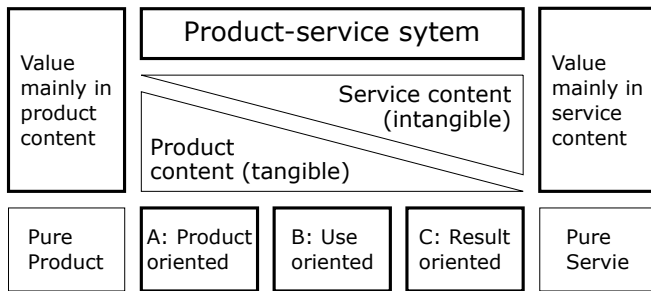 Product-service sytem
Value
mainly in
product
content
Service content
(intangible)
Product
content (tangible)
Value
mainly in
service
content
Pure
Product
A: Product
oriented
B: Use
oriented
C: Result
oriented
Pure
Servie